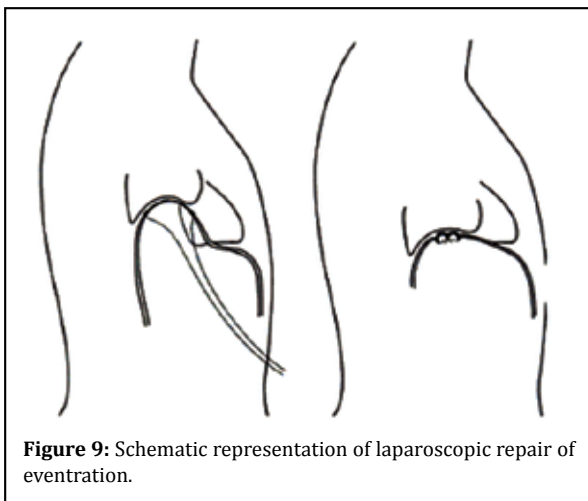 Figure 9: Schematic representation of laparoscopic repair of
eventration.